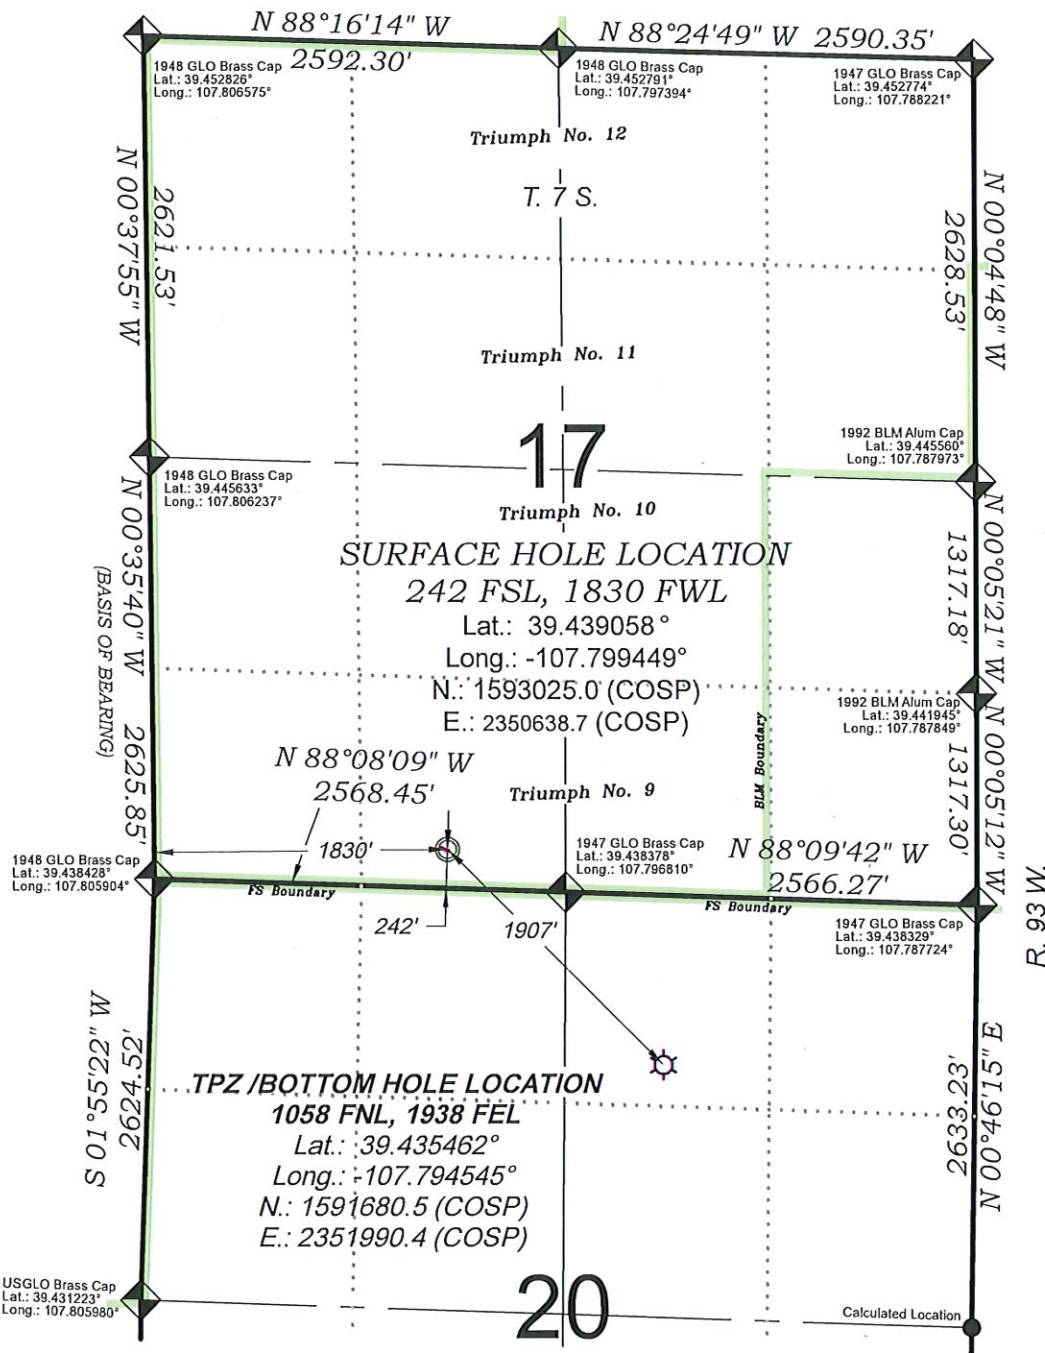 N 88°16'14" W
2592.30'
N 88°24'49" W 2590.35'
1948 GLO Brass Cap
Lat.: 39.452826°
Long.: 107.806575°
1948 GLO Brass Cap
Lat.: 39.452791°
Long.: 107.797394°
1947 GLO Brass Cap
Lat.: 39.452774°
Long.: 107.788221°
Triumph No. 12
T. 7 S.
N 00°37'55" W
2621.53'
N 00°04'48" W
2628.53'
Triumph No. 11
17
1992 BLM Alum Cap
Lat.: 39.445560°
Long.: 107.787973°
1948 GLO Brass Cap
Lat.: 39.445633°
Long.: 107.806237°
Triumph No. 10
SURFACE HOLE LOCATION
242 FSL, 1830 FWL
Lat.: 39.439058°
Long.: -107.799449°
N.: 1593025.0 (COSP)
E.: 2350638.7 (COSP)
N 00°35'40" W
(BASIS OF BEARING)
2625.85'
N 00°05'21" W
1317.18'
1992 BLM Alum Cap
Lat.: 39.441945°
Long.: 107.787849°
BLM Boundary
N 00°05'12" W
1317.30'
N 88°08'09" W
2568.45'
Triumph No. 9
1830'
1948 GLO Brass Cap
Lat.: 39.438428°
Long.: 107.805904°
1947 GLO Brass Cap
Lat.: 39.438378°
Long.: 107.796810°
N 88°09'42" W
2566.27'
FS Boundary
FS Boundary
242'
1907'
1947 GLO Brass Cap
Lat.: 39.438329°
Long.: 107.787724°
R. 93 W.
S 01°55'22" W
2624.52'
N 00°46'15" E
2633.23'
TPZ /BOTTOM HOLE LOCATION
1058 FNL, 1938 FEL
Lat.: 39.435462°
Long.: -107.794545°
N.: 1591680.5 (COSP)
E.: 2351990.4 (COSP)
USGLO Brass Cap
Lat.: 39.431223°
Long.: 107.805980°
20
Calculated Location